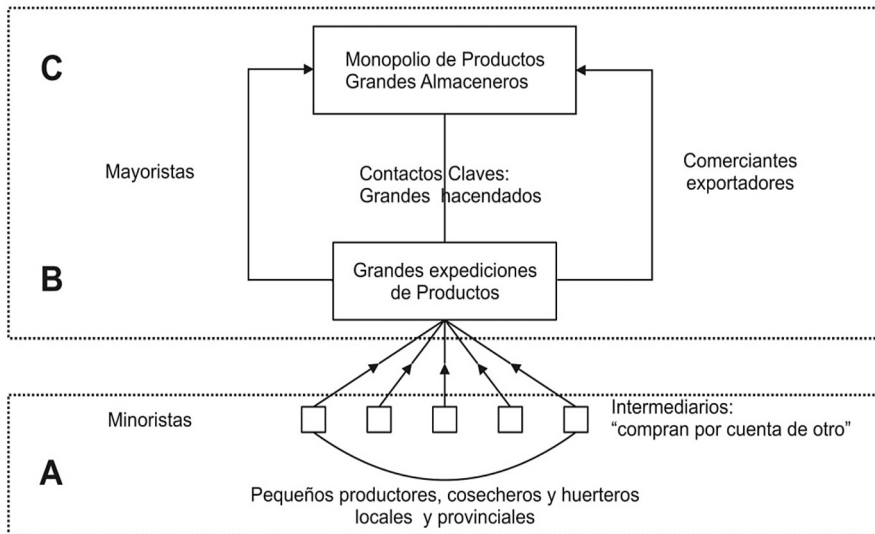 C
Monopolio de Productos
Grandes Almaceneros
Mayoristas
Contactos Claves:
Grandes hacendados
Comerciantes
exportadores
B
Grandes expediciones
de Productos
Minoristas
Intermediarios:
“compran por cuenta de otro”
A
Pequeños productores, cosecheros y huerteros
locales y provinciales